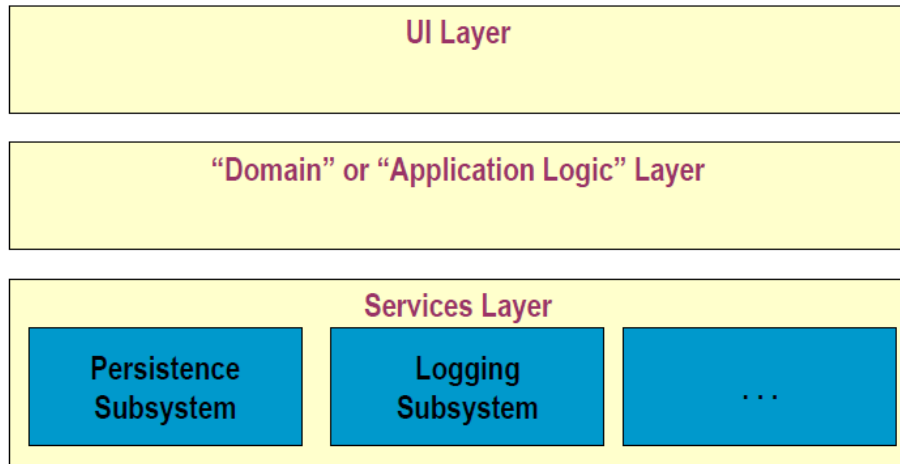 UI Layer
“Domain” or “Application Logic” Layer
Services Layer
Persistence
Subsystem
Logging
Subsystem
. . .